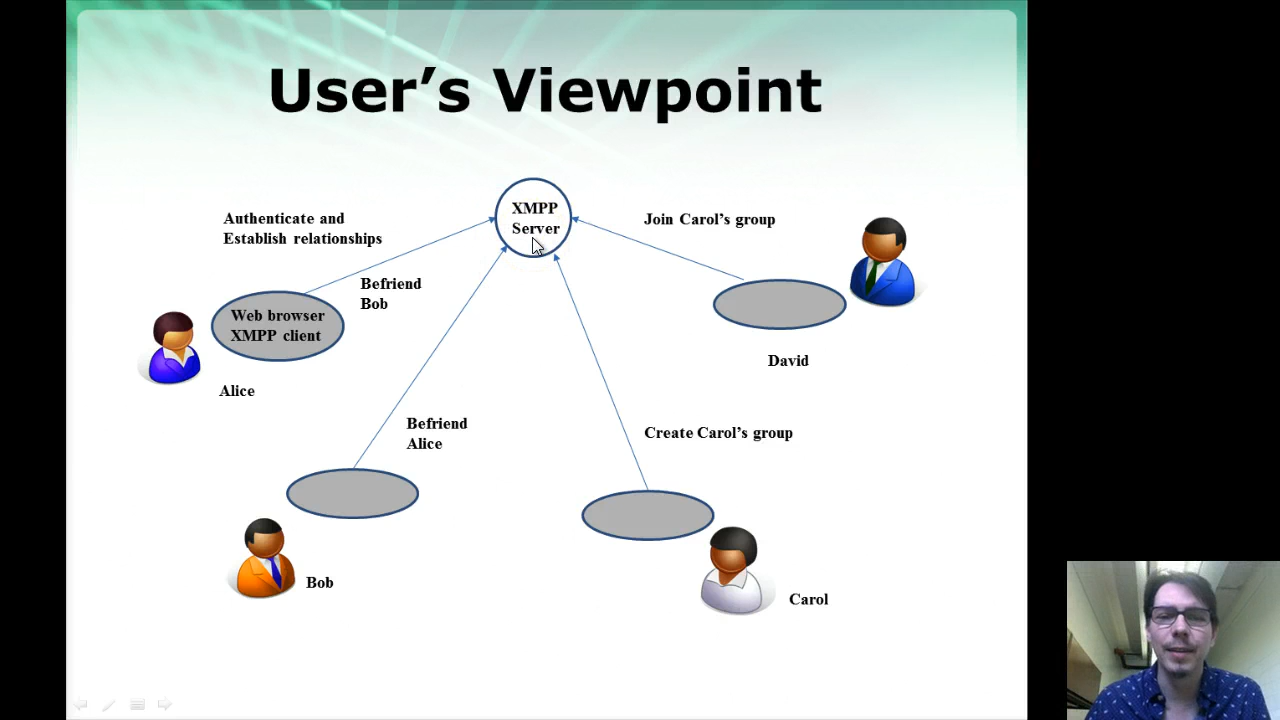 User’s Viewpoint
XMPP
Server
Authenticate and
Establish relationships
Join Carol’s group
Befriend
Bob
Web browser
XMPP client
Alice
David
Befriend
Alice
Create Carol’s group
Bob
Carol